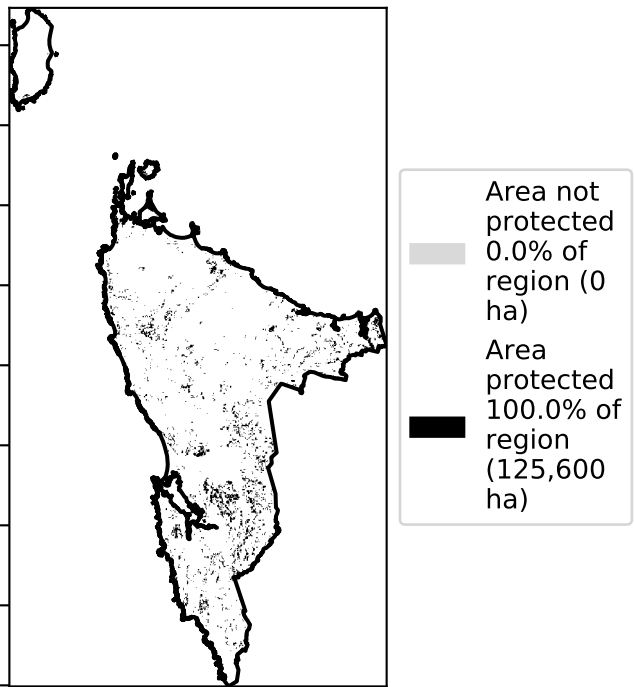 Area not
protected
0.0% of
region (0
ha)
Area
protected
100.0% of
region
(125,600
ha)